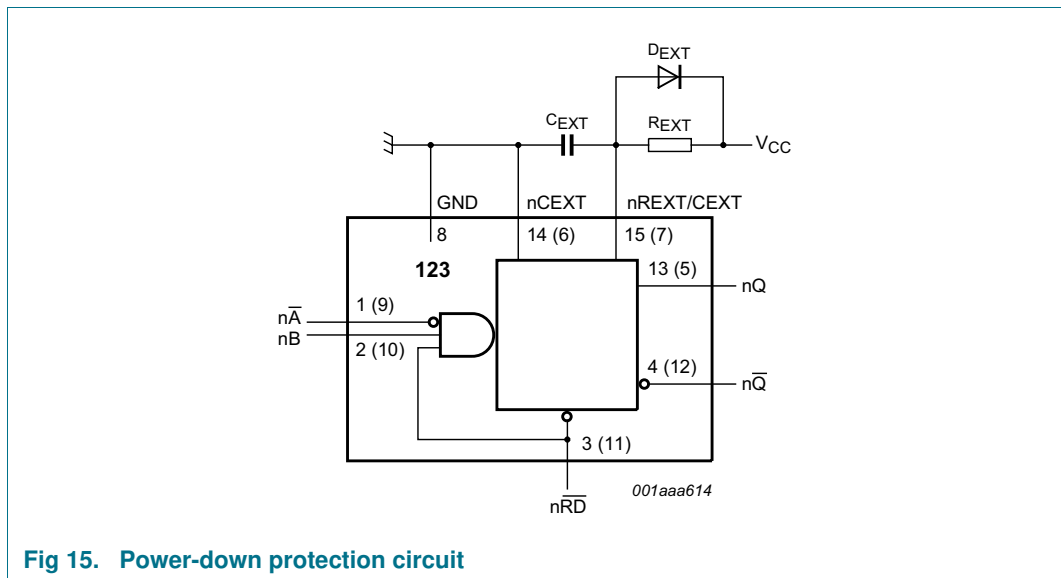 DEXT
CEXT
REXT
VCC
GND
nCEXT
nREXT/CEXT
8
14 (6)
15 (7)
123
13 (5)
nQ
1 (9)
nA̅
nB
2 (10)
4 (12)
nQ̅
3 (11)
001aaa614
nR̅D̅
Fig 15. Power-down protection circuit